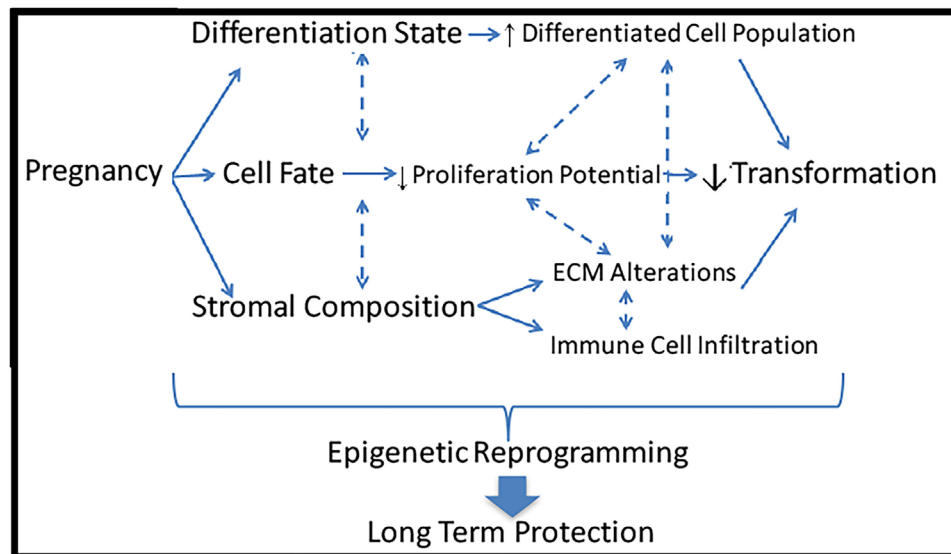 Differentiation State
↑ Differentiated Cell Population
Pregnancy
Cell Fate
↓ Proliferation Potential
↓ Transformation
ECM Alterations
Stromal Composition
Immune Cell Infiltration
Epigenetic Reprogramming
Long Term Protection